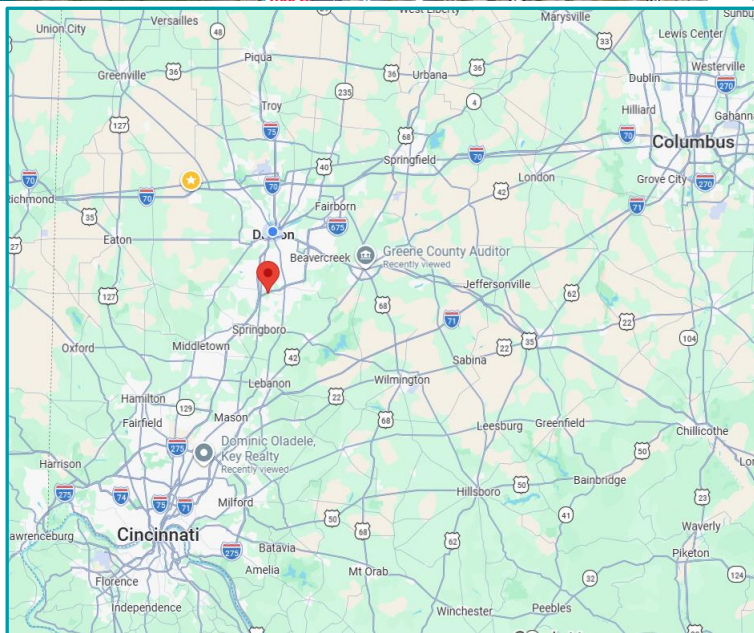 Union City
Versailles
48
Piqua
36
Urbana
36
West Liberty
Marysville
33
Lewis Center
Westerville
Greenville
36
Troy
235
4
Dublin
270
Hilliard
Gahanna
127
75
68
70
Columbus
40
Springfield
70
70
70
70
42
London
Grove City
270
Richmond
35
Fairborn
71
27
Eaton
675
Beavercreek
Greene County Auditor
Recently viewed
Jeffersonville
127
68
62
71
22
Springboro
104
Oxford
Middletown
42
22
35
Sabina
Lebanon
22
Wilmington
Hamilton
129
Mason
68
Fairfield
Leesburg
Greenfield
Chillicothe
275
Dominic Oladele,
Key Realty
Recently viewed
50
Harrison
Bainbridge
275
74
75
71
Milford
Hillsboro
50
23
50
41
Waverly
Cincinnati
68
62
275
Batavia
Piketon
Amelia
Mt Orab
32
124
Florence
Independence
Winchester
Peebles